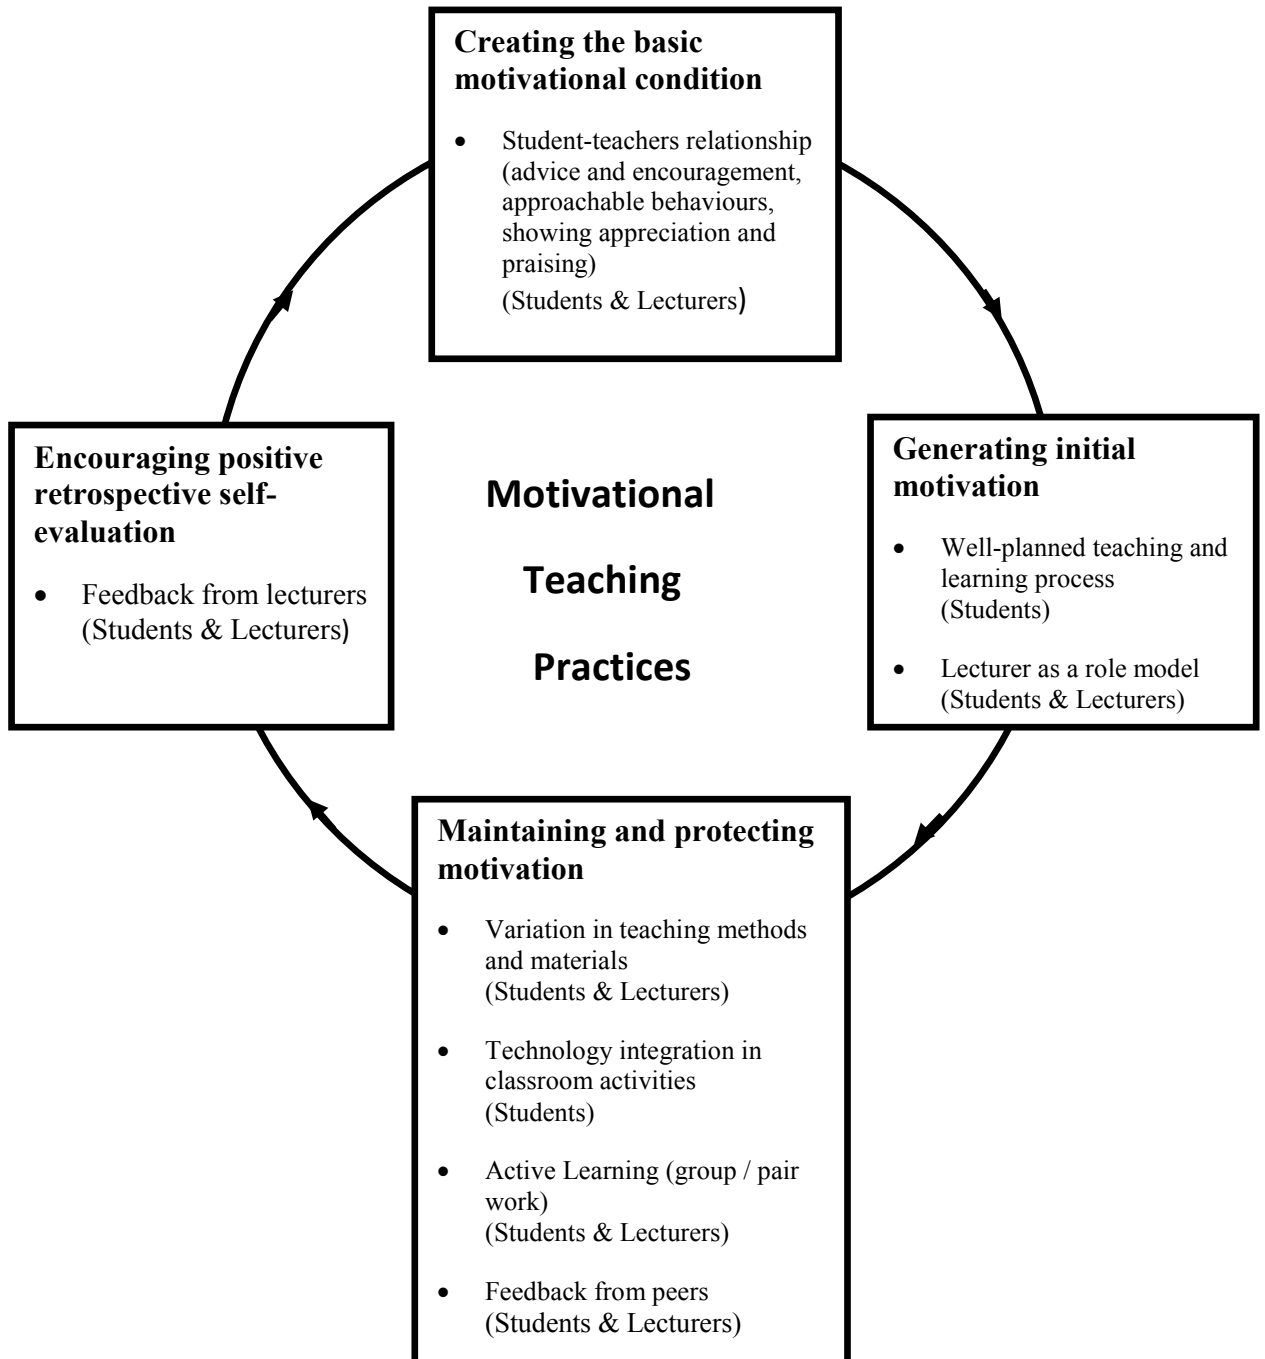 Creating the basic
motivational condition
• Student-teachers relationship
(advice and encouragement,
approachable behaviours,
showing appreciation and
praising)
(Students & Lecturers)
Generating initial
motivation
• Well-planned teaching and
learning process
(Students)
• Lecturer as a role model
(Students & Lecturers)
Maintaining and protecting
motivation
• Variation in teaching methods
and materials
(Students & Lecturers)
• Technology integration in
classroom activities
(Students)
• Active Learning (group / pair
work)
(Students & Lecturers)
• Feedback from peers
(Students & Lecturers)
Encouraging positive
retrospective self-
evaluation
• Feedback from lecturers
(Students & Lecturers)
Motivational
Teaching
Practices